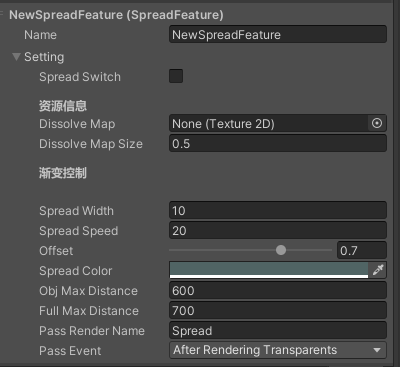 NewSpreadFeature (SpreadFeature)
Name NewSpreadFeature
Setting
Spread Switch
资源信息
Dissolve Map None (Texture 2D)
Dissolve Map Size 0.5
渐变控制
Spread Width 10
Spread Speed 20
Offset 0.7
Spread Color
Obj Max Distance 600
Full Max Distance 700
Pass Render Name Spread
Pass Event After Rendering Transparents